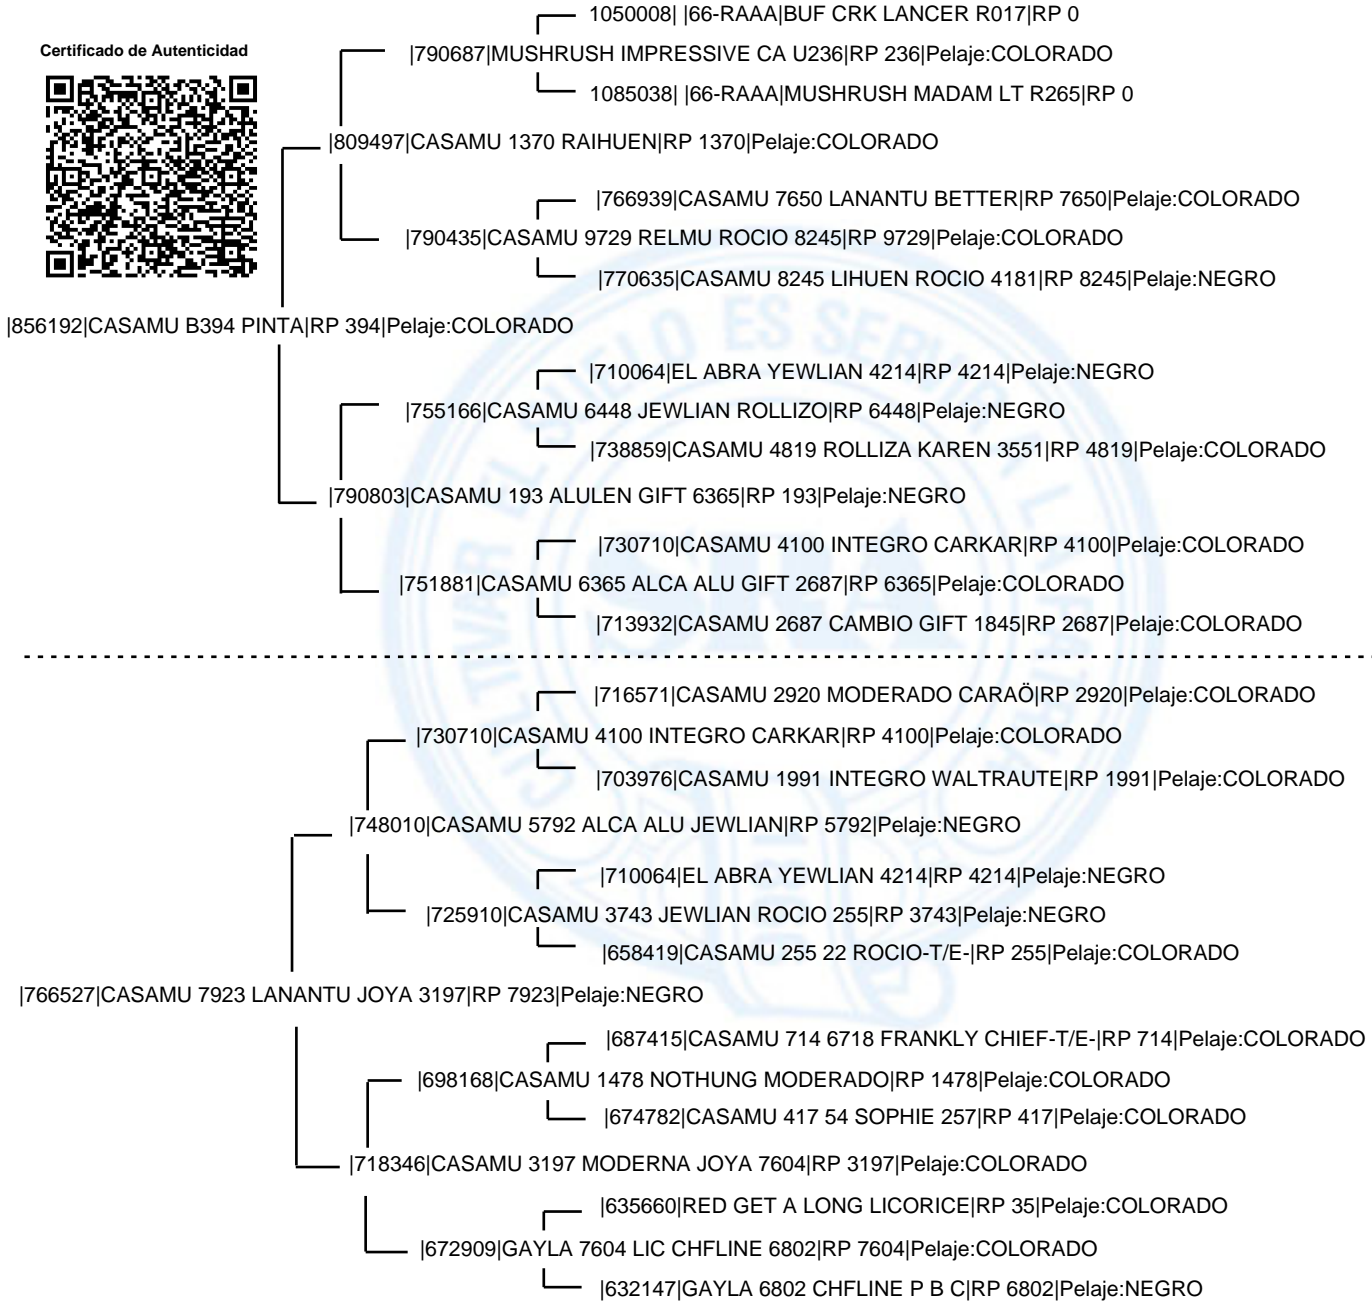 1050008| |66-RAAA|BUF CRK LANCER R017|RP 0
Certificado de Autenticidad
|790687|MUSHRUSH IMPRESSIVE CA U236|RP 236|Pelaje:COLORADO
1085038| |66-RAAA|MUSHRUSH MADAM LT R265|RP 0
|809497|CASAMU 1370 RAIHUEN|RP 1370|Pelaje:COLORADO
|766939|CASAMU 7650 LANANTU BETTER|RP 7650|Pelaje:COLORADO
|790435|CASAMU 9729 RELMU ROCIO 8245|RP 9729|Pelaje:COLORADO
|770635|CASAMU 8245 LIHUEN ROCIO 4181|RP 8245|Pelaje:NEGRO
|856192|CASAMU B394 PINTA|RP 394|Pelaje:COLORADO
|710064|EL ABRA YEWLIAN 4214|RP 4214|Pelaje:NEGRO
|755166|CASAMU 6448 JEWLIAN ROLLIZO|RP 6448|Pelaje:NEGRO
|738859|CASAMU 4819 ROLLIZA KAREN 3551|RP 4819|Pelaje:COLORADO
|790803|CASAMU 193 ALULEN GIFT 6365|RP 193|Pelaje:NEGRO
|730710|CASAMU 4100 INTEGRO CARKAR|RP 4100|Pelaje:COLORADO
|751881|CASAMU 6365 ALCA ALU GIFT 2687|RP 6365|Pelaje:COLORADO
|713932|CASAMU 2687 CAMBIO GIFT 1845|RP 2687|Pelaje:COLORADO
|716571|CASAMU 2920 MODERADO CARAÖ|RP 2920|Pelaje:COLORADO
|730710|CASAMU 4100 INTEGRO CARKAR|RP 4100|Pelaje:COLORADO
|703976|CASAMU 1991 INTEGRO WALTRAUTE|RP 1991|Pelaje:COLORADO
|748010|CASAMU 5792 ALCA ALU JEWLIAN|RP 5792|Pelaje:NEGRO
|710064|EL ABRA YEWLIAN 4214|RP 4214|Pelaje:NEGRO
|725910|CASAMU 3743 JEWLIAN ROCIO 255|RP 3743|Pelaje:NEGRO
|658419|CASAMU 255 22 ROCIO-T/E-|RP 255|Pelaje:COLORADO
|766527|CASAMU 7923 LANANTU JOYA 3197|RP 7923|Pelaje:NEGRO
|687415|CASAMU 714 6718 FRANKLY CHIEF-T/E-|RP 714|Pelaje:COLORADO
|698168|CASAMU 1478 NOTHUNG MODERADO|RP 1478|Pelaje:COLORADO
|674782|CASAMU 417 54 SOPHIE 257|RP 417|Pelaje:COLORADO
|718346|CASAMU 3197 MODERNA JOYA 7604|RP 3197|Pelaje:COLORADO
|635660|RED GET A LONG LICORICE|RP 35|Pelaje:COLORADO
|672909|GAYLA 7604 LIC CHFLINE 6802|RP 7604|Pelaje:COLORADO
|632147|GAYLA 6802 CHFLINE P B C|RP 6802|Pelaje:NEGRO
CULTIVAR EL SUELO ES SERVIR A LA PATRIA
SRA
1866